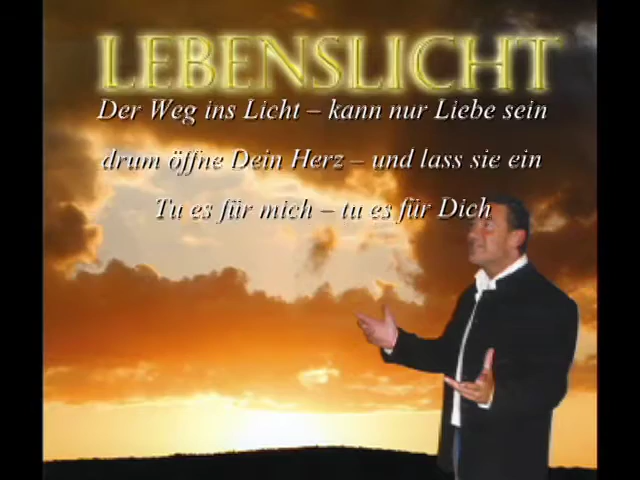 LEBENSLICHT
Der Weg ins Licht – kann nur Liebe sein
drum öffne Dein Herz – und lass sie ein
Tu es für mich – tu es für Dich